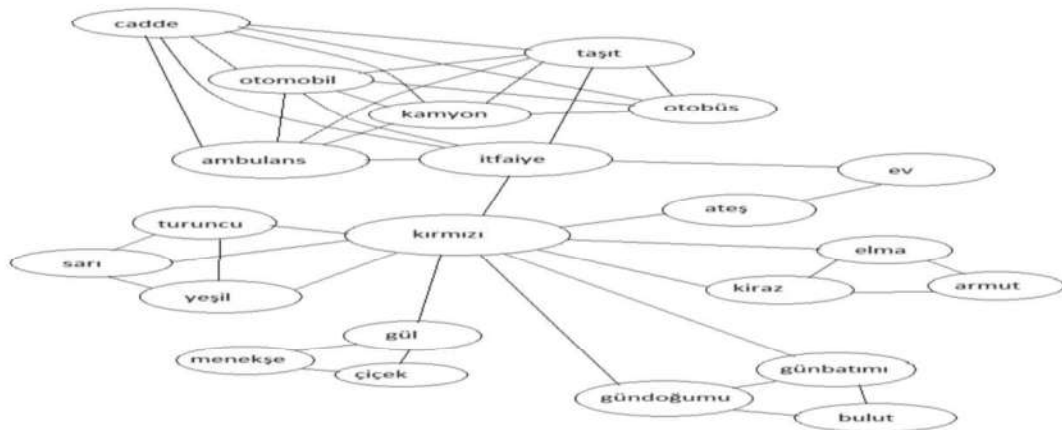 cadde
taşıt
otomobil
otobüs
kamyon
ambulans
itfaiye
ev
ateş
turuncu
kırmızı
elma
sarı
kiraz
armut
yeşil
gül
menekşe
çiçek
günbatımı
gündoğumu
bulut